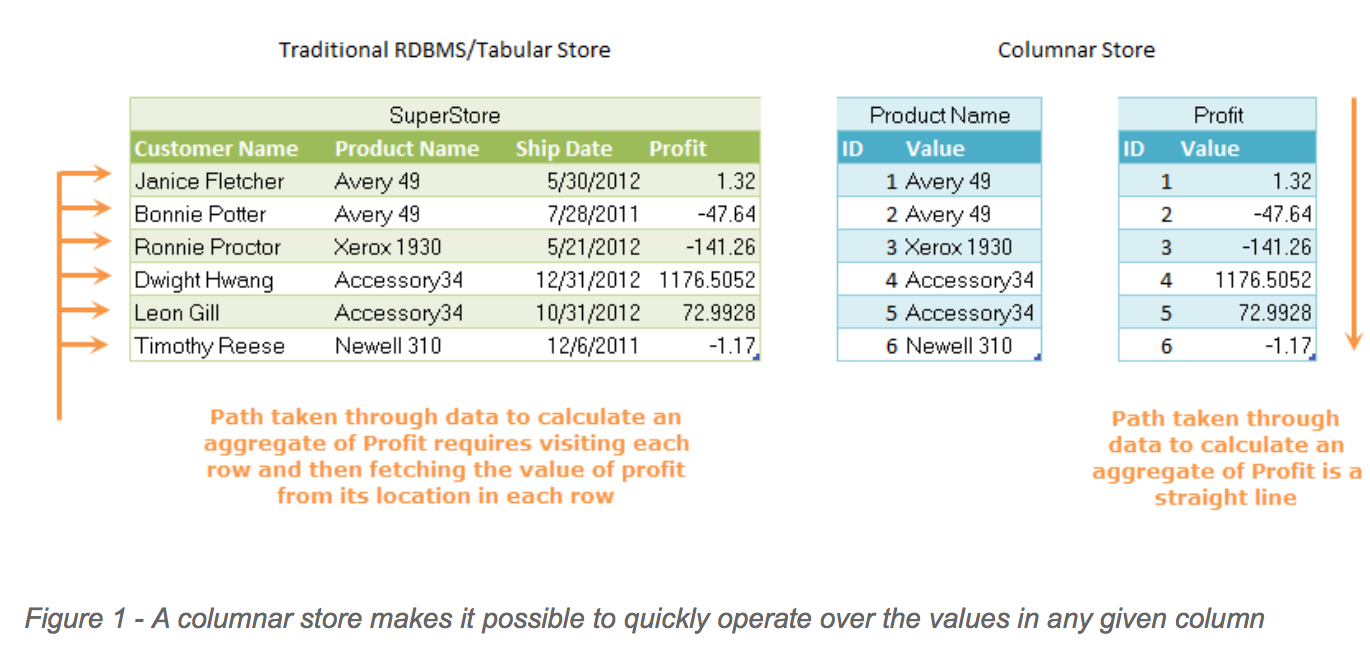 Traditional RDBMS/Tabular Store
SuperStore
Customer Name Product Name Ship Date Profit
Janice Fletcher Avery 49 5/30/2012 1.32
Bonnie Potter Avery 49 7/28/2011 -47.64
Ronnie Proctor Xerox 1930 5/21/2012 -141.26
Dwight Hwang Accessory34 12/31/2012 1176.5052
Leon Gill Accessory34 10/31/2012 72.9928
Timothy Reese Newell 310 12/6/2011 -1.17
Path taken through data to calculate an
aggregate of Profit requires visiting each
row and then fetching the value of profit
from its location in each row
Columnar Store
Product Name
ID Value
1 Avery 49
2 Avery 49
3 Xerox 1930
4 Accessory34
5 Accessory34
6 Newell 310
Profit
ID Value
1 1.32
2 -47.64
3 -141.26
4 1176.5052
5 72.9928
6 -1.17
Path taken through
data to calculate an
aggregate of Profit is a
straight line
Figure 1 - A columnar store makes it possible to quickly operate over the values in any given column